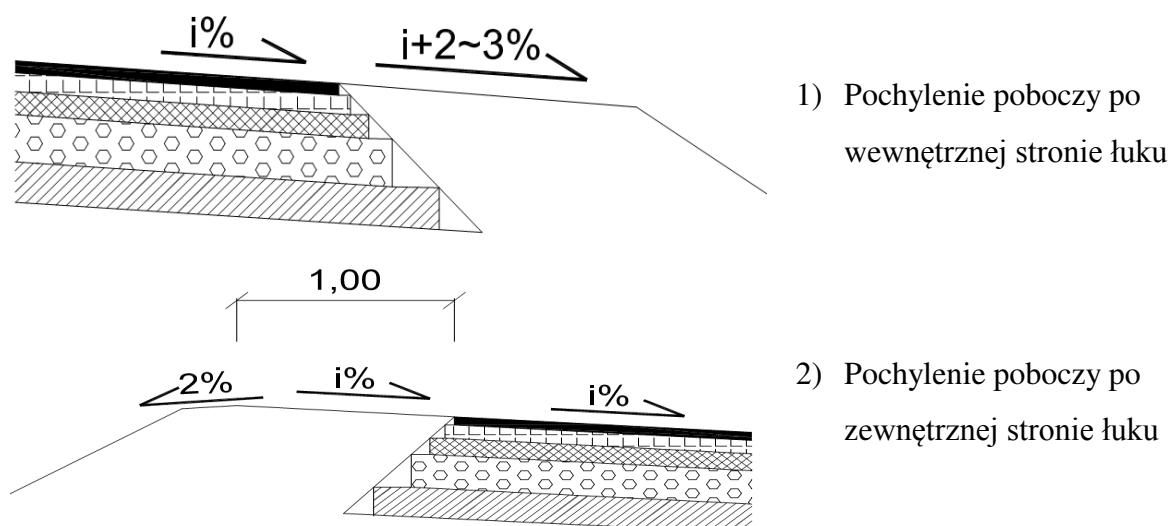 i%
i+2~3%
1) Pochylenie poboczy po
wewnętrznej stronie łuku
1,00
2%
i%
i%
2) Pochylenie poboczy po
zewnętrznej stronie łuku